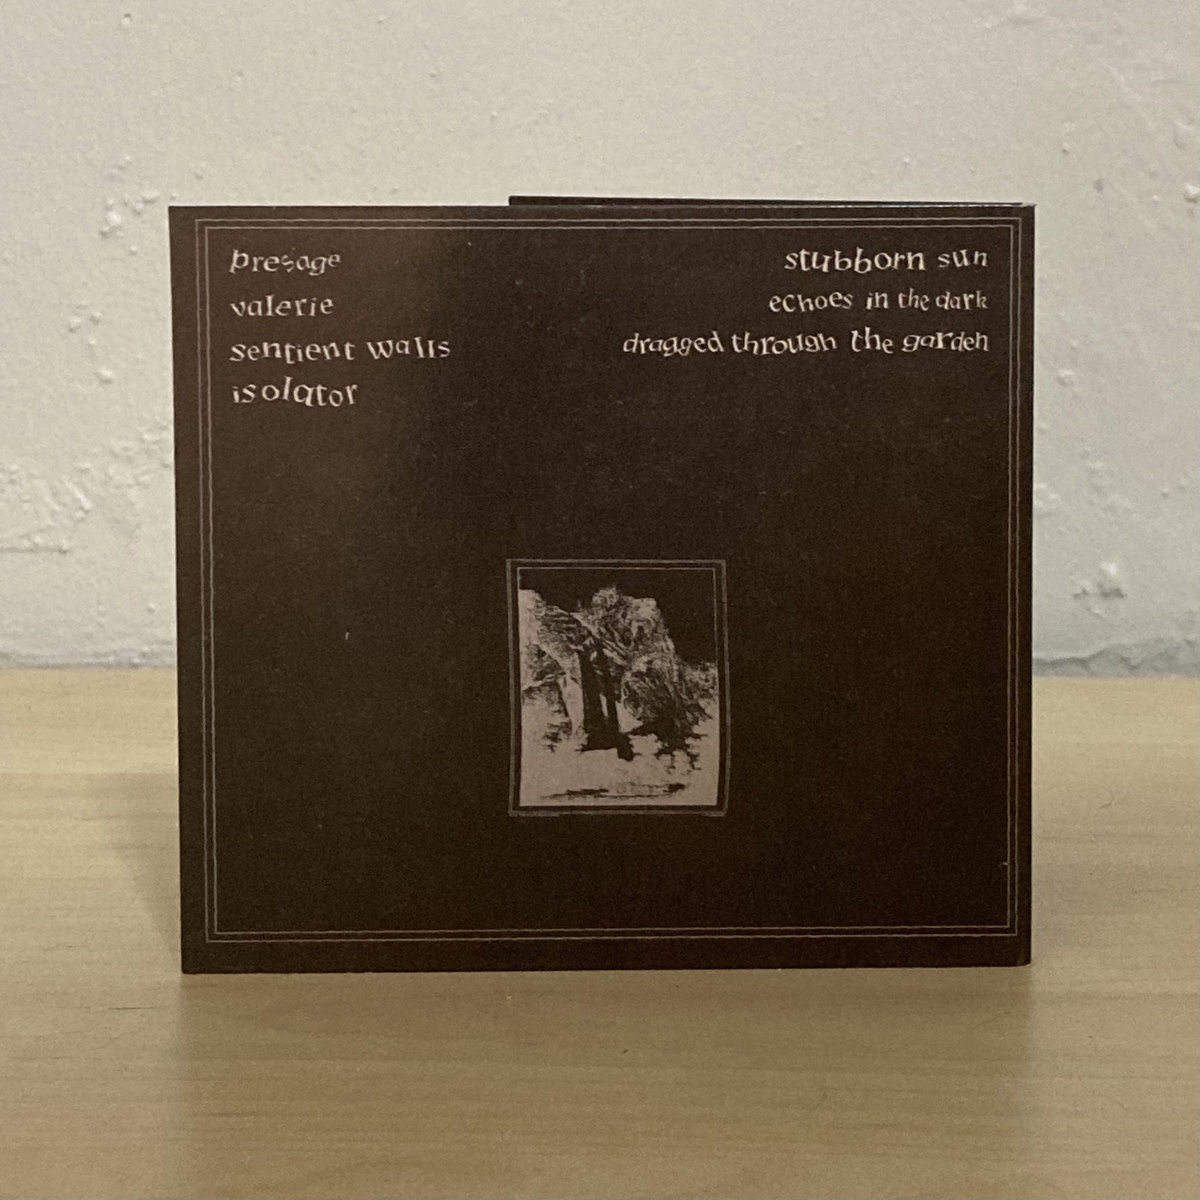 presage
valerie
sentient walls
isolator
stubborn sun
echoes in the dark
dragged through the garden